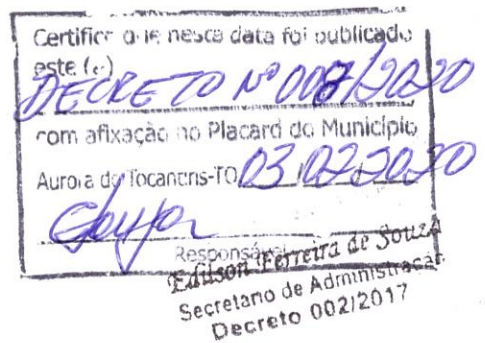 Certifico que nesta data foi publicado
este (e)
DECRETO Nº 008/2020
com afixação no Placard do Município
Aurora do Tocantins-TO, 03/02/2020
Responsável
Edilson Ferreira de Souza
Secretario de Administração
Decreto 002/2017